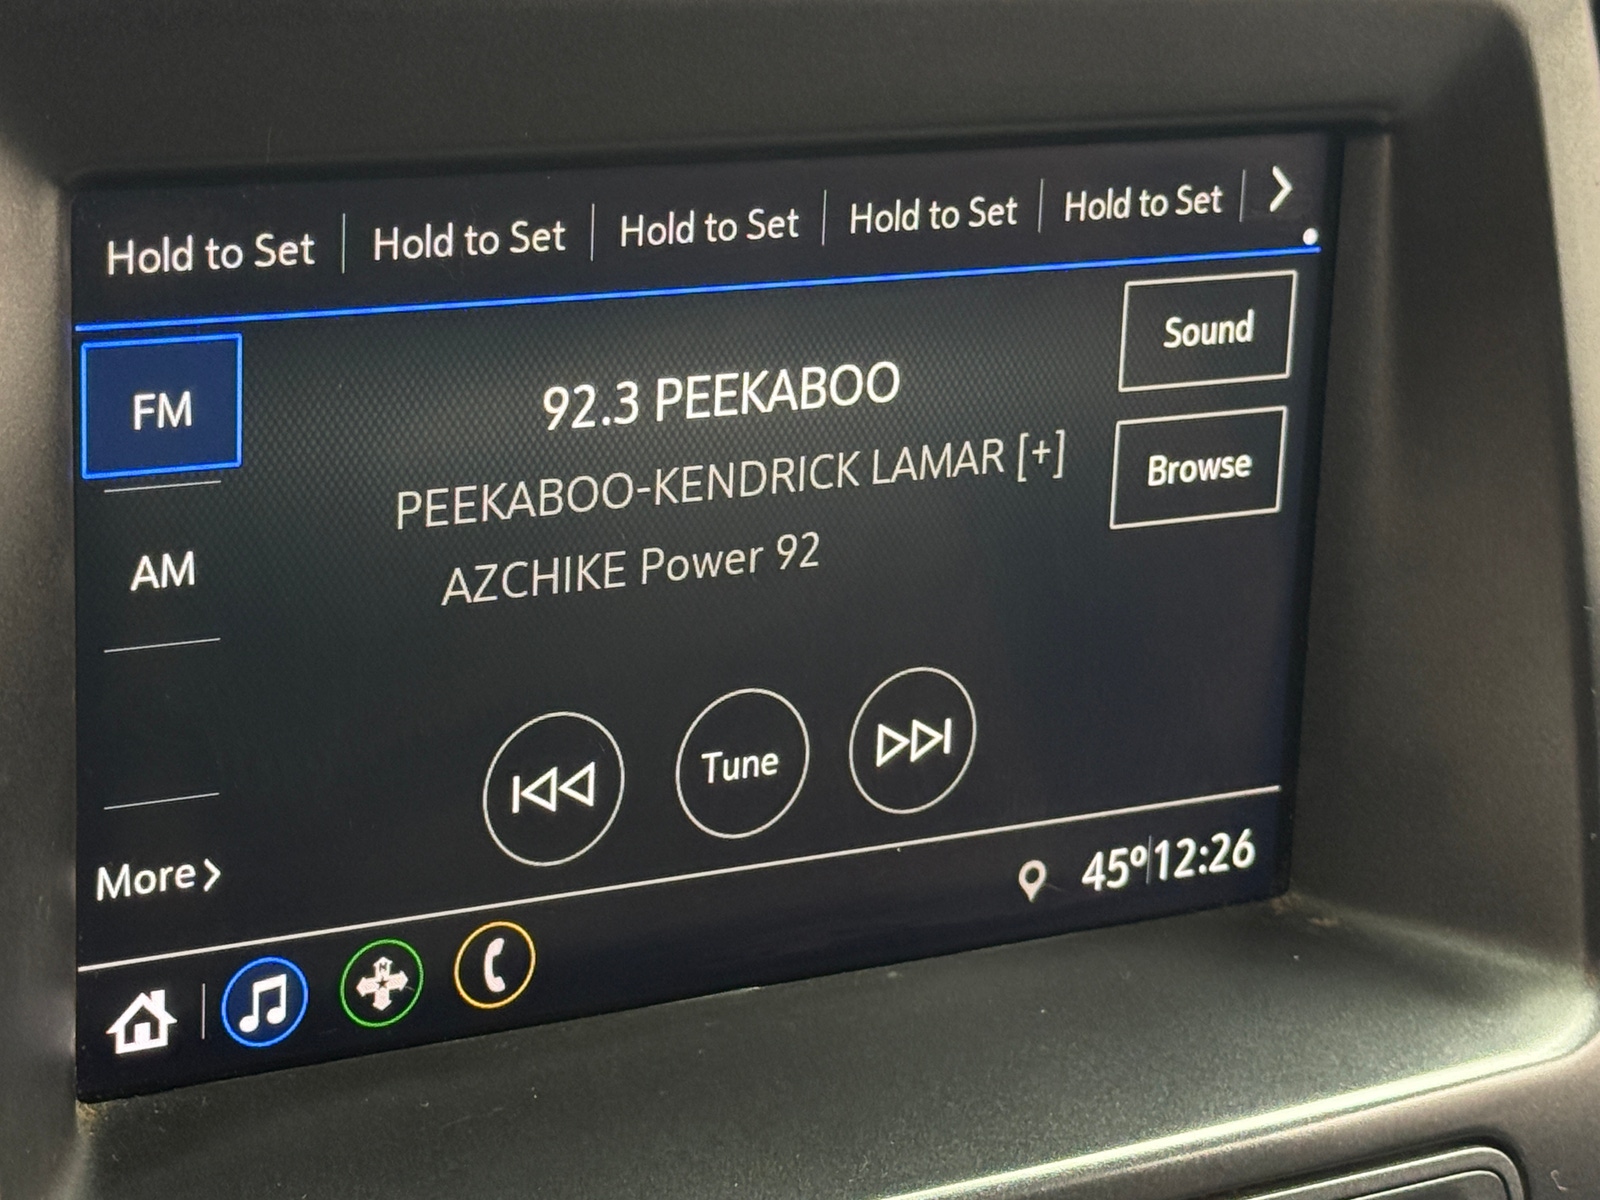 Hold to Set Hold to Set Hold to Set Hold to Set Hold to Set
Sound
FM
92.3 PEEKABOO
Browse
PEEKABOO-KENDRICK LAMAR [+]
AM
AZCHIKE Power 92
Tune
More
45º 12:26